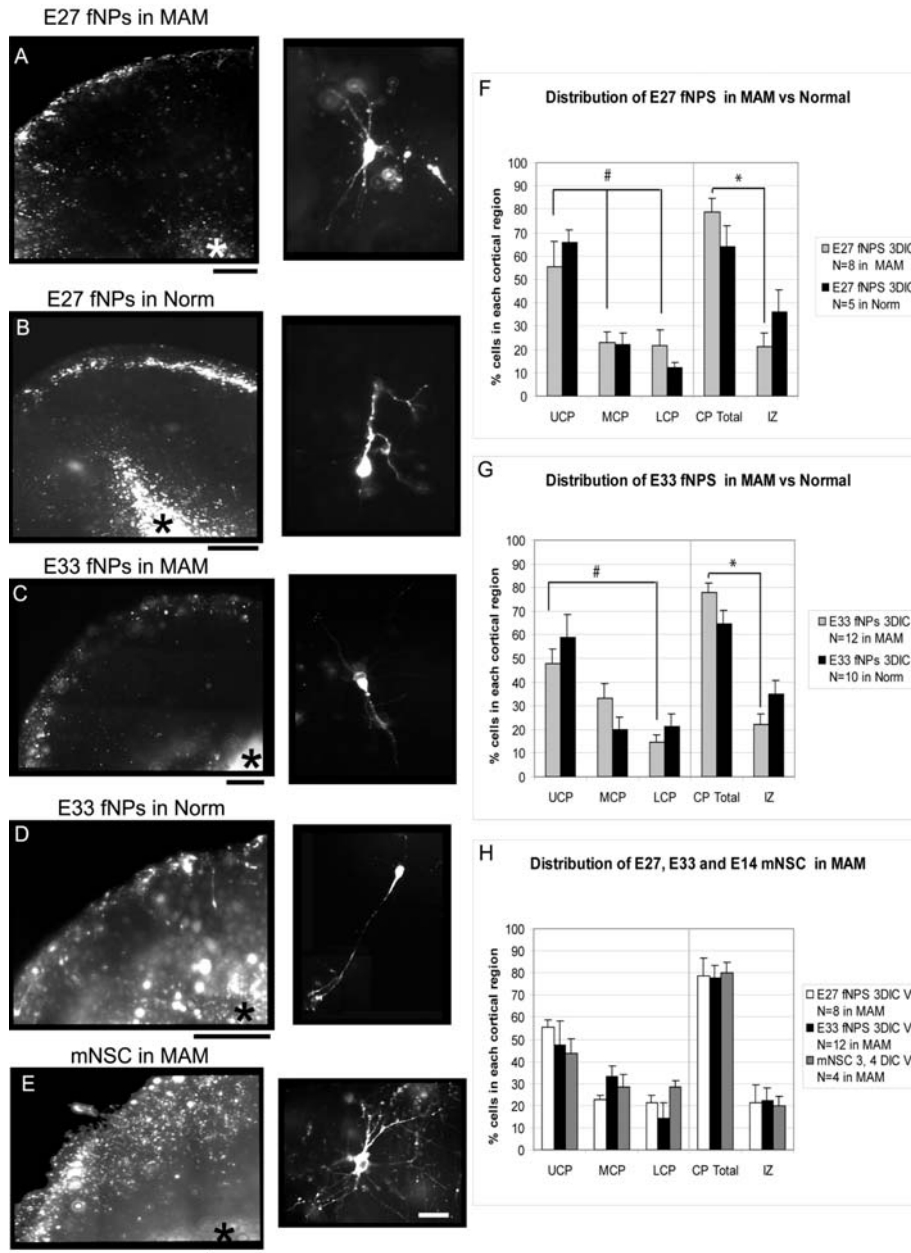 E27 fNPs in MAM
A
*
E27 fNPs in Norm
B
*
E33 fNPs in MAM
C
*
E33 fNPs in Norm
D
*
mNSC in MAM
E
*
F
Distribution of E27 fNPS in MAM vs Normal
% cells in each cortical region
100
90
80
70
60
50
40
30
20
10
0
#
*
UCP MCP LCP CP Total IZ
E27 fNPS 3DIC
N=8 in MAM
E27 fNPS 3DIC
N=5 in Norm
G
Distribution of E33 fNPS in MAM vs Normal
% cells in each cortical region
100
90
80
70
60
50
40
30
20
10
0
#
*
UCP MCP LCP CP Total IZ
E33 fNPs 3DIC
N=12 in MAM
E33 fNPs 3DIC
N=10 in Norm
H
Distribution of E27, E33 and E14 mNSC in MAM
% cells in each cortical region
100
90
80
70
60
50
40
30
20
10
0
UCP MCP LCP CP Total IZ
E27 fNPS 3DIC V
N=8 in MAM
E33 fNPS 3DIC V
N=12 in MAM
mNSC 3, 4 DIC V
N=4 in MAM